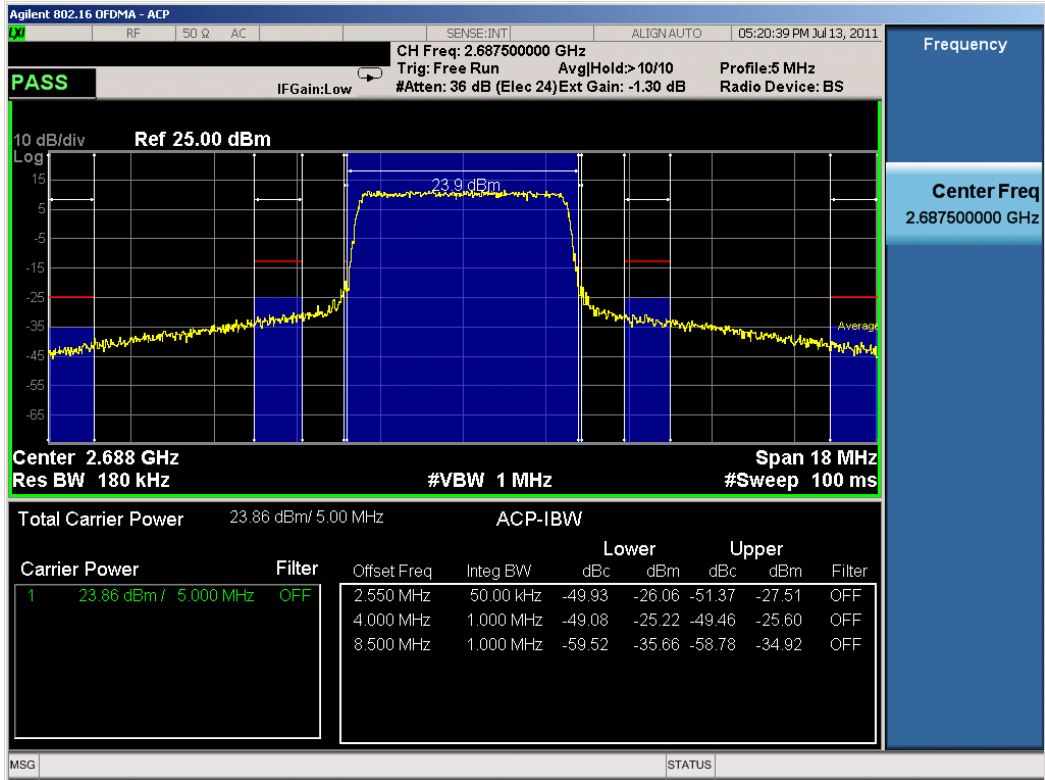 Agilent 802.16 OFDMA - ACP
LXI RF 50 Ω AC SENSE:INT ALIGNAUTO 05:20:39 PM Jul 13, 2011
CH Freq: 2.687500000 GHz
Trig: Free Run Avg|Hold:>10/10 Profile:5 MHz
PASS IFGain:Low #Atten: 36 dB (Elec 24) Ext Gain: -1.30 dB Radio Device: BS
Frequency
Center Freq
2.687500000 GHz
10 dB/div Ref 25.00 dBm
Log
23.9 dBm
15
5
-5
-15
-25
-35
Average
-45
-55
-65
Center 2.688 GHz Span 18 MHz
Res BW 180 kHz #VBW 1 MHz #Sweep 100 ms
Total Carrier Power 23.86 dBm/ 5.00 MHz ACP-IBW
Lower Upper
Carrier Power Filter
Offset Freq Integ BW dBc dBm dBc dBm Filter
1 23.86 dBm / 5.000 MHz OFF
2.550 MHz 50.00 kHz -49.93 -26.06 -51.37 -27.51 OFF
4.000 MHz 1.000 MHz -49.08 -25.22 -49.46 -25.60 OFF
8.500 MHz 1.000 MHz -59.52 -35.66 -58.78 -34.92 OFF
MSG STATUS